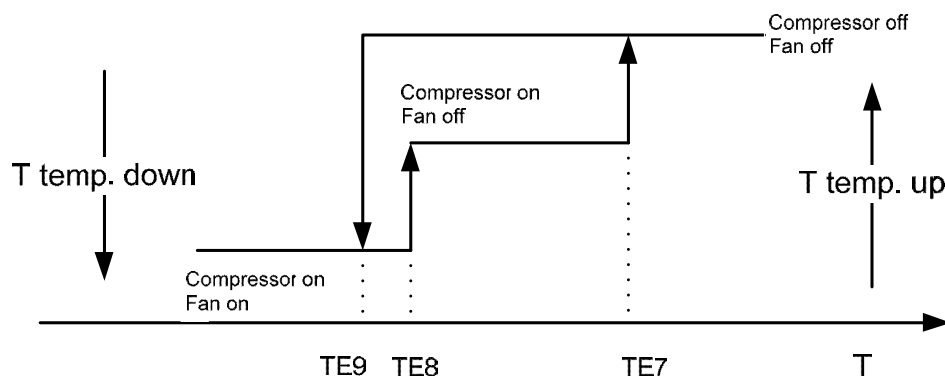 Compressor off
Fan off
Compressor on
Fan off
T temp. down
T temp. up
Compressor on
Fan on
TE9 TE8 TE7 T